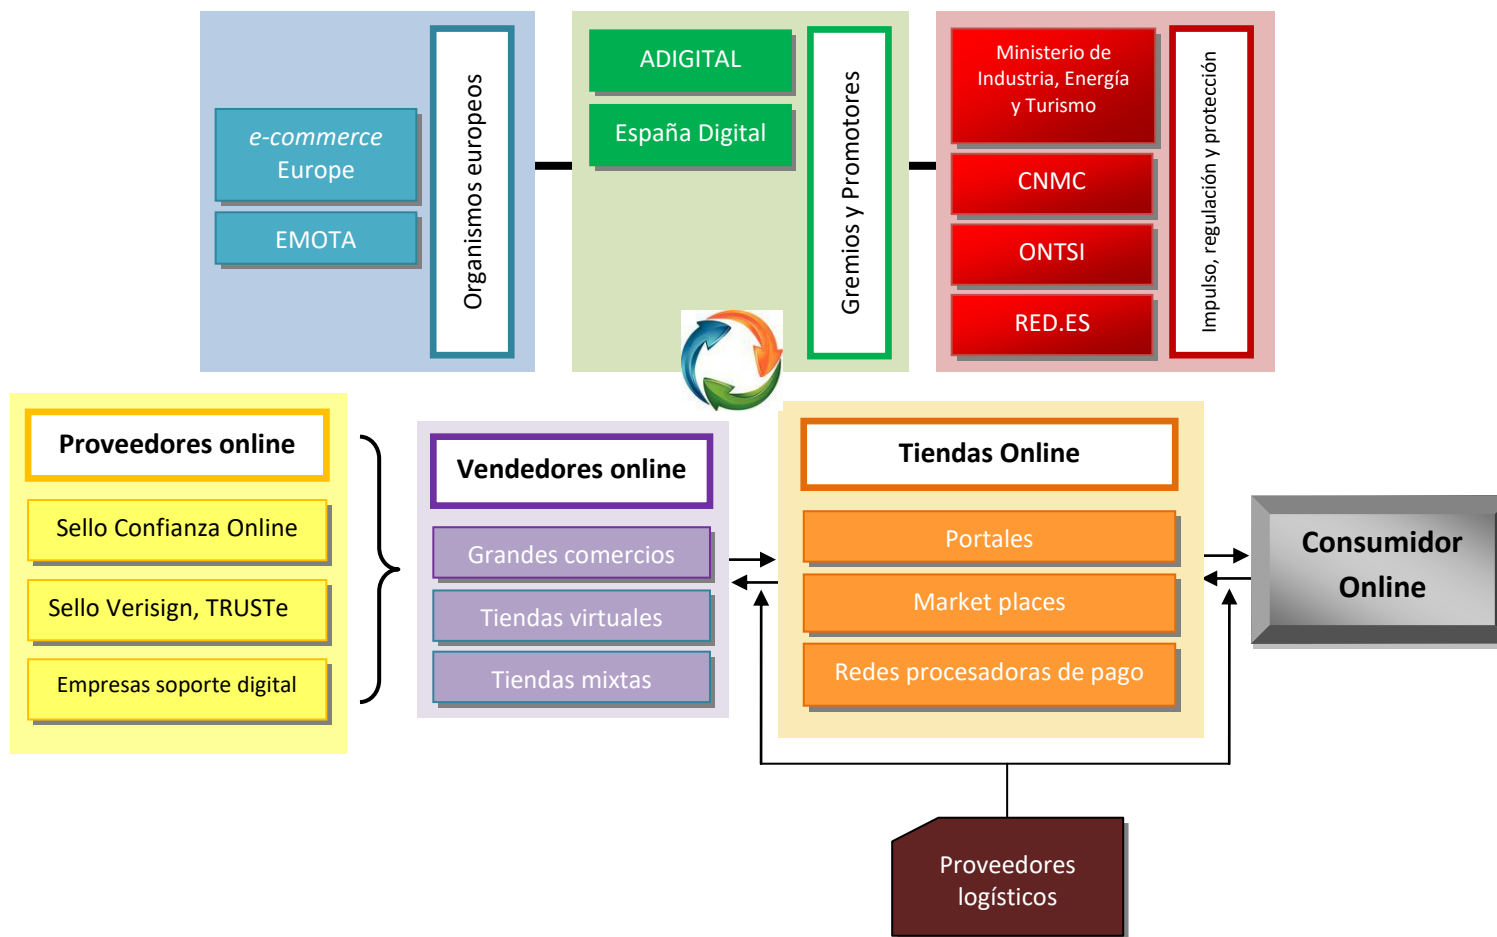 e-commerce
Europe
EMOTA
Organismos europeos
ADIGITAL
España Digital
Gremios y Promotores
Ministerio de
Industria, Energía
y Turismo
CNMC
ONTSI
RED.ES
Impulso, regulación y protección
Proveedores online
Sello Confianza Online
Sello Verisign, TRUSTe
Empresas soporte digital
Vendedores online
Grandes comercios
Tiendas virtuales
Tiendas mixtas
Tiendas Online
Portales
Market places
Redes procesadoras de pago
Consumidor
Online
Proveedores
logísticos